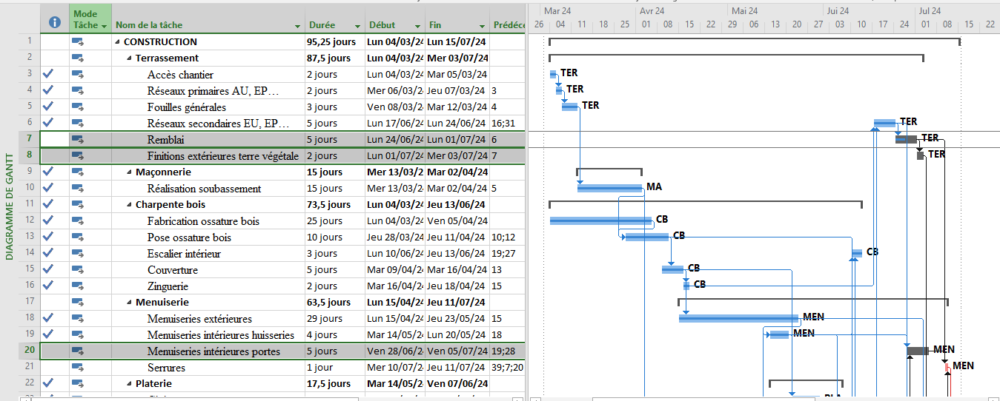 Mar 24 Avr 24 Mai 24 Jui 24 Jul 24
Mode Tâche Nom de la tâche Durée Début Fin Prédéce
26 04 11 18 25 01 08 15 22 29 06 13 20 27 03 10 17 24 01 08 15 22
1 CONSTRUCTION 95,25 jours Lun 04/03/24 Lun 15/07/24
2 Terrassement 87,5 jours Lun 04/03/24 Mer 03/07/24
3 Accès chantier 2 jours Lun 04/03/24 Mar 05/03/24 TER
4 Réseaux primaires AU, EP… 2 jours Mer 06/03/24 Jeu 07/03/24 3 TER
5 Fouilles générales 3 jours Ven 08/03/24 Mar 12/03/24 4 TER
6 Réseaux secondaires EU, EP… 5 jours Lun 17/06/24 Lun 24/06/24 16;31 TER
7 Remblai 5 jours Lun 24/06/24 Lun 01/07/24 6 TER
8 Finitions extérieures terre végétale 2 jours Lun 01/07/24 Mer 03/07/24 7 TER
9 Maçonnerie 15 jours Mer 13/03/2 Mar 02/04/24
10 Réalisation soubassement 15 jours Mer 13/03/2 Mar 02/04/24 5 MA
11 Charpente bois 73,5 jours Lun 04/03/24 Jeu 13/06/24
12 Fabrication ossature bois 25 jours Lun 04/03/24 Ven 05/04/24 CB
13 Pose ossature bois 10 jours Jeu 28/03/24 Jeu 11/04/24 10;12 CB
14 Escalier intérieur 3 jours Lun 10/06/24 Jeu 13/06/24 19;27 CB
15 Couverture 5 jours Mar 09/04/24 Mar 16/04/24 13 CB
16 Zinguerie 2 jours Mar 16/04/24 Jeu 18/04/24 15 CB
17 Menuiserie 63,5 jours Lun 15/04/24 Jeu 11/07/24
18 Menuiseries extérieures 29 jours Lun 15/04/24 Jeu 23/05/24 15 MEN
19 Menuiseries intérieures huisseries 4 jours Mar 14/05/24 Lun 20/05/24 18 MEN
20 Menuiseries intérieures portes 5 jours Ven 28/06/24 Ven 05/07/24 19;28 MEN
21 Serrures 1 jour Mer 10/07/24 Jeu 11/07/24 39;7;20 MEN
22 Platerie 17,5 jours Mar 14/05/2 Ven 07/06/24
DIAGRAMME DE GANTT